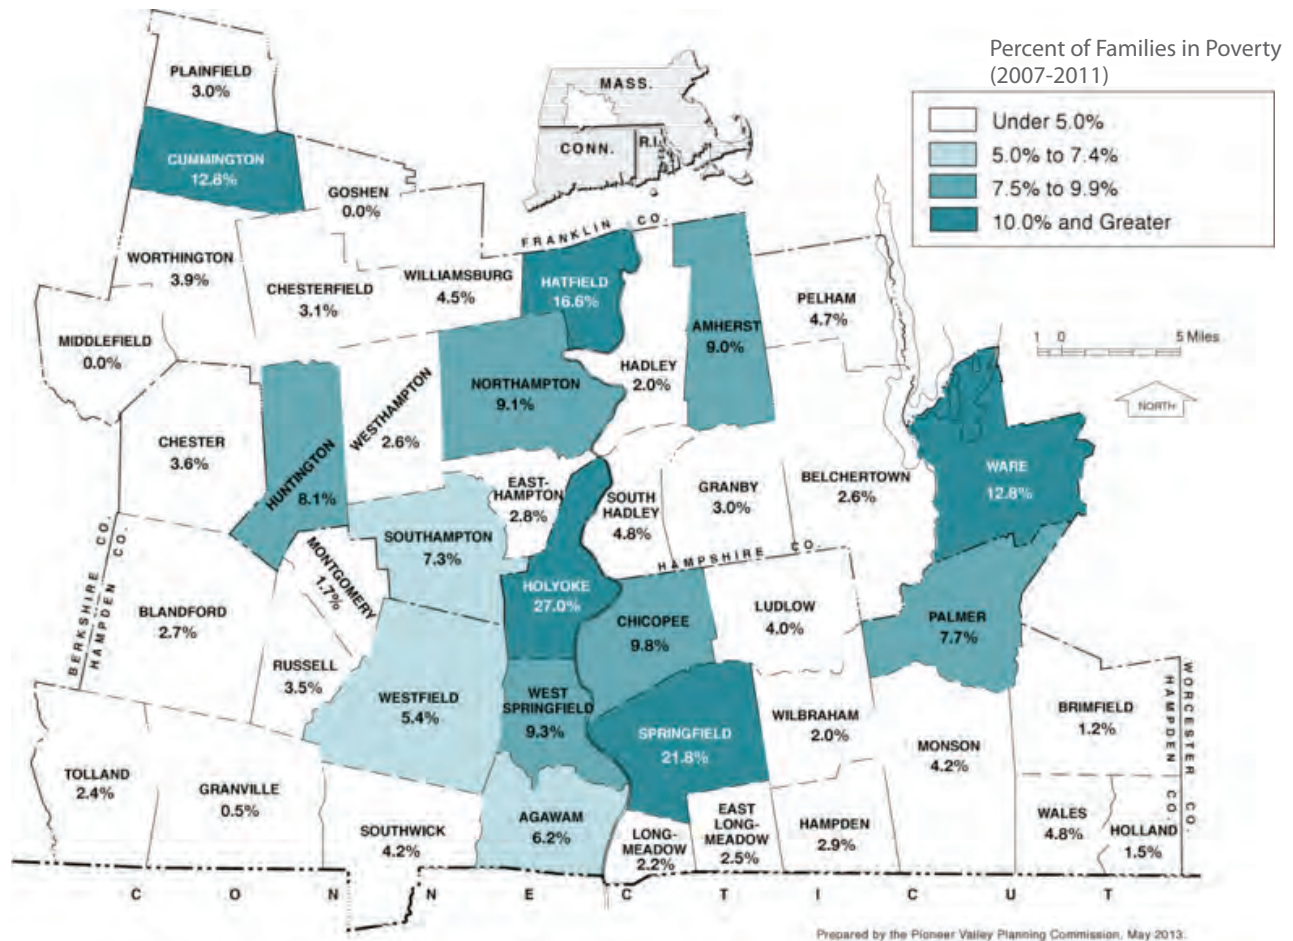 Percent of Families in Poverty
(2007-2011)
Under 5.0%
5.0% to 7.4%
7.5% to 9.9%
10.0% and Greater
MASS.
CONN.
R.I.
PLAINFIELD
3.0%
CUMMINGTON
12.8%
GOSHEN
0.0%
FRANKLIN CO.
WORTHINGTON
3.9%
CHESTERFIELD
3.1%
WILLIAMSBURG
4.5%
HATFIELD
16.6%
PELHAM
4.7%
AMHERST
9.0%
1 0 5 Miles
NORTH
MIDDLEFIELD
0.0%
HADLEY
2.0%
NORTHAMPTON
9.1%
WESTHAMPTON
2.6%
CHESTER
3.6%
HUNTINGTON
8.1%
EAST-
HAMPTON
2.8%
SOUTH
HADLEY
4.8%
GRANBY
3.0%
BELCHERTOWN
2.6%
WARE
12.8%
SOUTHAMPTON
7.3%
HAMPSHIRE CO.
BERKSHIRE CO.
HAMPDEN CO.
MONTGOMERY
1.7%
HOLYOKE
27.0%
BLANDFORD
2.7%
CHICOPEE
9.8%
LUDLOW
4.0%
PALMER
7.7%
RUSSELL
3.5%
WESTFIELD
5.4%
WEST
SPRINGFIELD
9.3%
SPRINGFIELD
21.8%
WILBRAHAM
2.0%
MONSON
4.2%
BRIMFIELD
1.2%
HAMPDEN CO.
WORCESTER CO.
TOLLAND
2.4%
GRANVILLE
0.5%
SOUTHWICK
4.2%
AGAWAM
6.2%
LONG-
MEADOW
2.2%
EAST
LONG-
MEADOW
2.5%
HAMPDEN
2.9%
WALES
4.8%
HOLLAND
1.5%
CONNECTICUT
Prepared by the Pioneer Valley Planning Commission, May 2013.